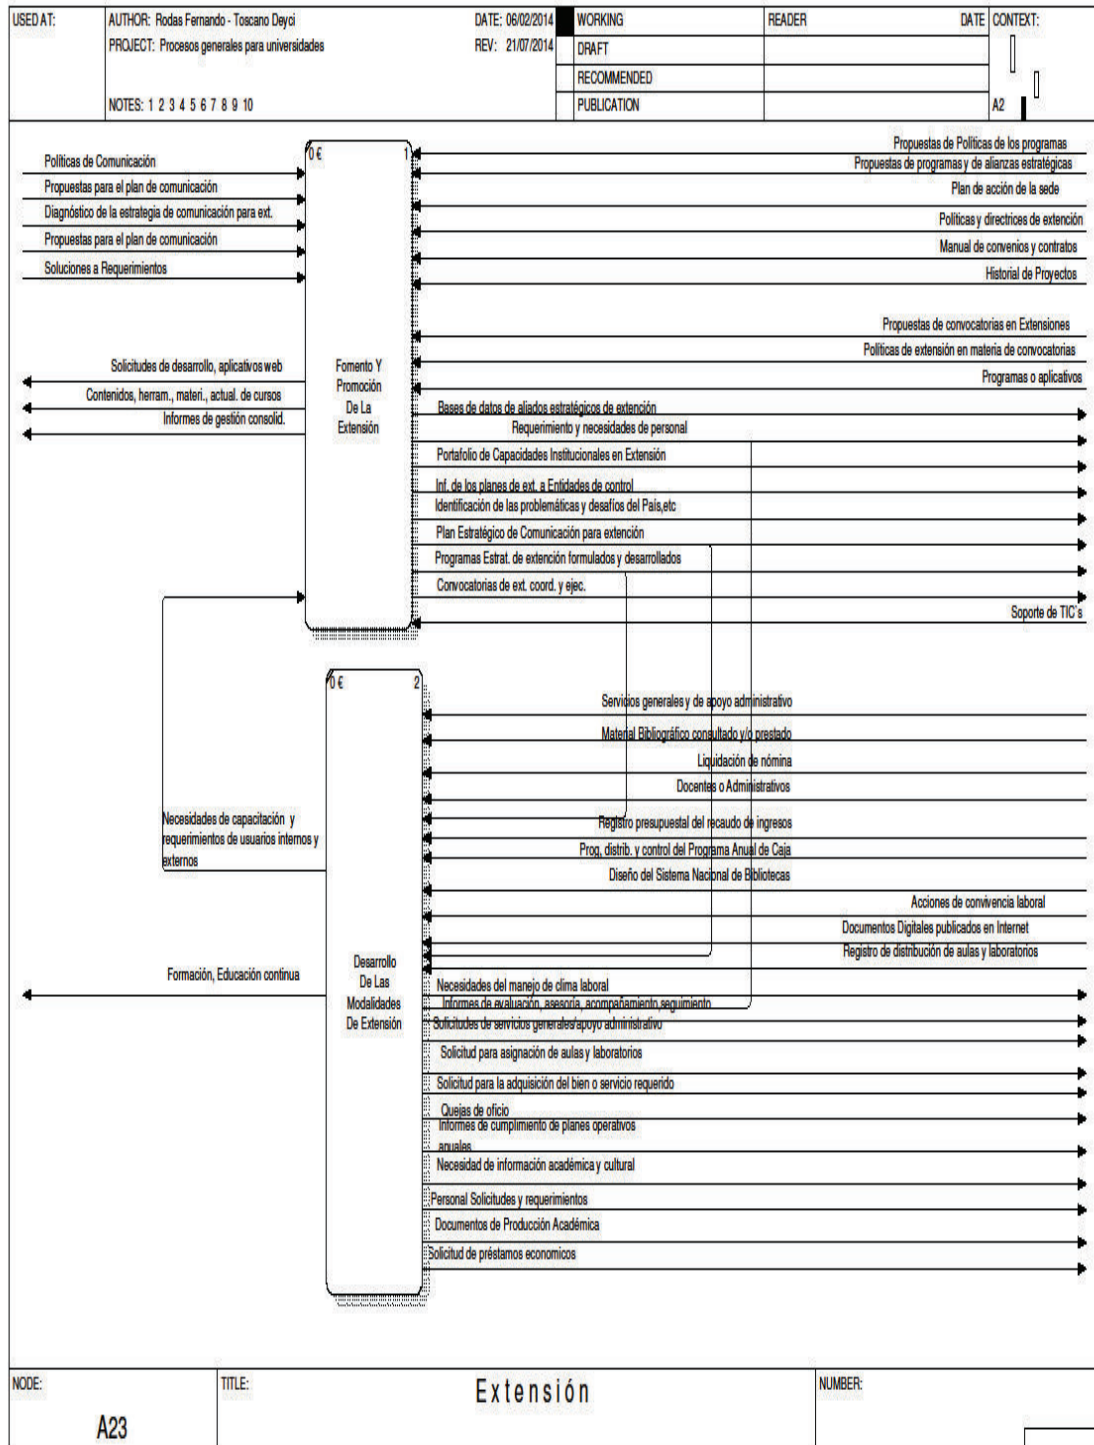 USED AT:
AUTHOR: Rodas Fernando - Toscano Deyci
DATE: 06/02/2014
WORKING
READER
DATE
CONTEXT:
PROJECT: Procesos generales para universidades
REV: 21/07/2014
DRAFT
RECOMMENDED
NOTES: 1 2 3 4 5 6 7 8 9 10
PUBLICATION
A2
0 €
1
Políticas de Comunicación
Propuestas para el plan de comunicación
Diagnóstico de la estrategia de comunicación para ext.
Propuestas para el plan de comunicación
Soluciones a Requerimientos
Propuestas de Políticas de los programas
Propuestas de programas y de alianzas estratégicas
Plan de acción de la sede
Políticas y directrices de extención
Manual de convenios y contratos
Historial de Proyectos
Propuestas de convocatorias en Extensiones
Políticas de extensión en materia de convocatorias
Programas o aplicativos
Solicitudes de desarrollo, aplicativos web
Contenidos, herram., materi., actual. de cursos
Informes de gestión consolid.
Fomento Y
Promoción
De La
Extensión
Bases de datos de aliados estratégicos de extención
Requerimiento y necesidades de personal
Portafolio de Capacidades Institucionales en Extensión
Inf. de los planes de ext. a Entidades de control
Identificación de las problemáticas y desafíos del País,etc
Plan Estratégico de Comunicación para extención
Programas Estrat. de extención formulados y desarrollados
Convocatorias de ext. coord. y ejec.
Soporte de TIC`s
0 €
2
Servicios generales y de apoyo administrativo
Material Bibliográfico consultado y/o prestado
Liquidación de nómina
Docentes o Administrativos
Registro presupuestal del recaudo de ingresos
Prog, distrib. y control del Programa Anual de Caja
Diseño del Sistema Nacional de Bibliotecas
Acciones de convivencia laboral
Documentos Digitales publicados en Internet
Registro de distribución de aulas y laboratorios
Necesidades de capacitación y
requerimientos de usuarios internos y
externos
Formación, Educación continua
Desarrollo
De Las
Modalidades
De Extensión
Necesidades del manejo de clima laboral
Informes de evaluación, asesoría, acompañamiento,seguimiento
Solicitudes de servicios generales/apoyo administrativo
Solicitud para asignación de aulas y laboratorios
Solicitud para la adquisición del bien o servicio requerido
Quejas de oficio
Informes de cumplimiento de planes operativos
anuales
Necesidad de información académica y cultural
Personal Solicitudes y requerimientos
Documentos de Producción Académica
Solicitud de préstamos economicos
NODE:
TITLE:
NUMBER:
Extensión
A23